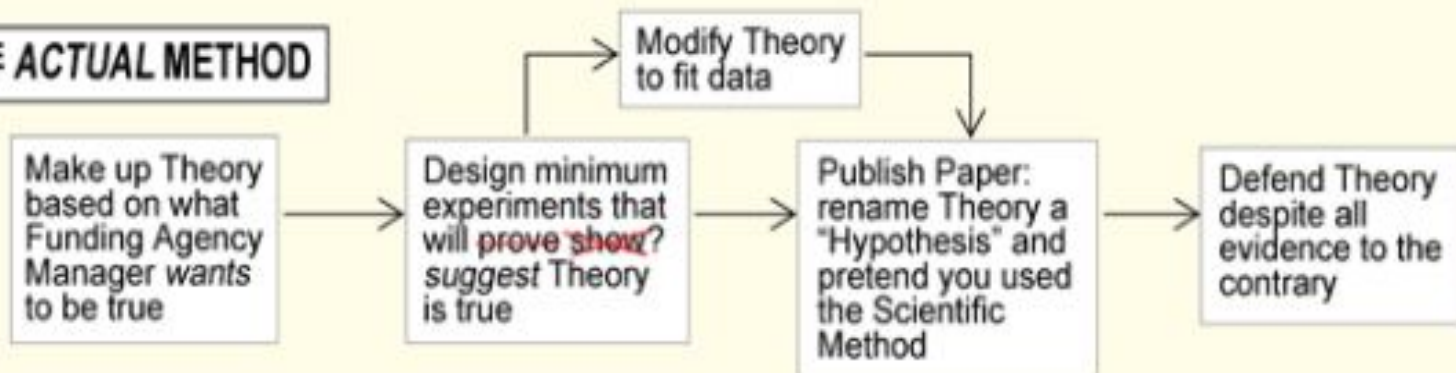 ACTUAL METHOD
Make up Theory
based on what
Funding Agency
Manager wants
to be true
Design minimum
experiments that
will prove show?
suggest Theory
is true
Modify Theory
to fit data
Publish Paper:
rename Theory a
“Hypothesis” and
pretend you used
the Scientific
Method
Defend Theory
despite all
evidence to the
contrary